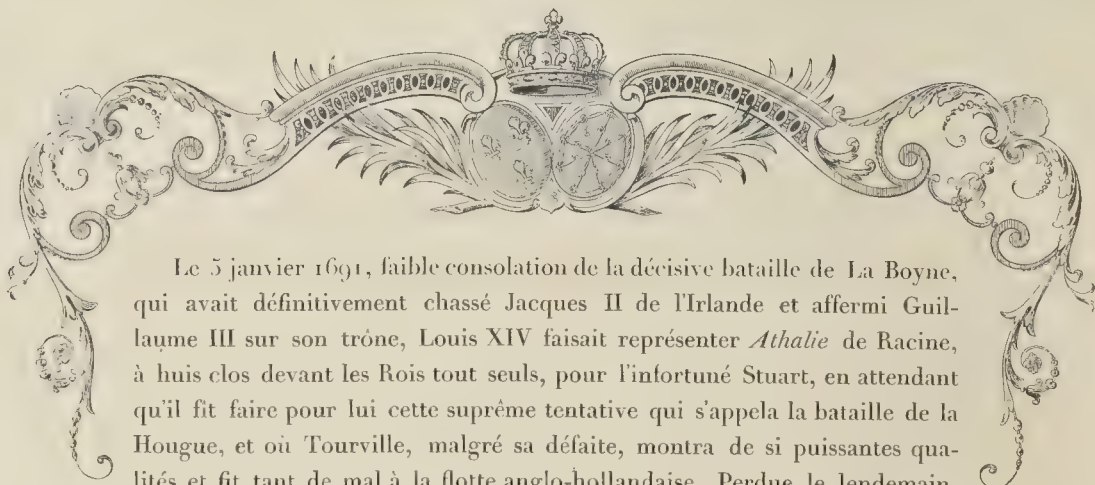 Le 5 janvier 1691, faible consolation de la décisive bataille de La Boyne,
qui avait définitivement chassé Jacques II de l'Irlande et affermi Guil-
laume III sur son trône, Louis XIV faisait représenter Athalie de Racine,
à huis clos devant les Rois tout seuls, pour l'infortuné Stuart, en attendant
qu'il fit faire pour lui cette suprême tentative qui s'appela la bataille de la
Hougue, et où Tourville, malgré sa défaite, montra de si puissantes qua-
lités et fit tant de mal à la flotte anglo-hollandaise. Perdue le lendemain,